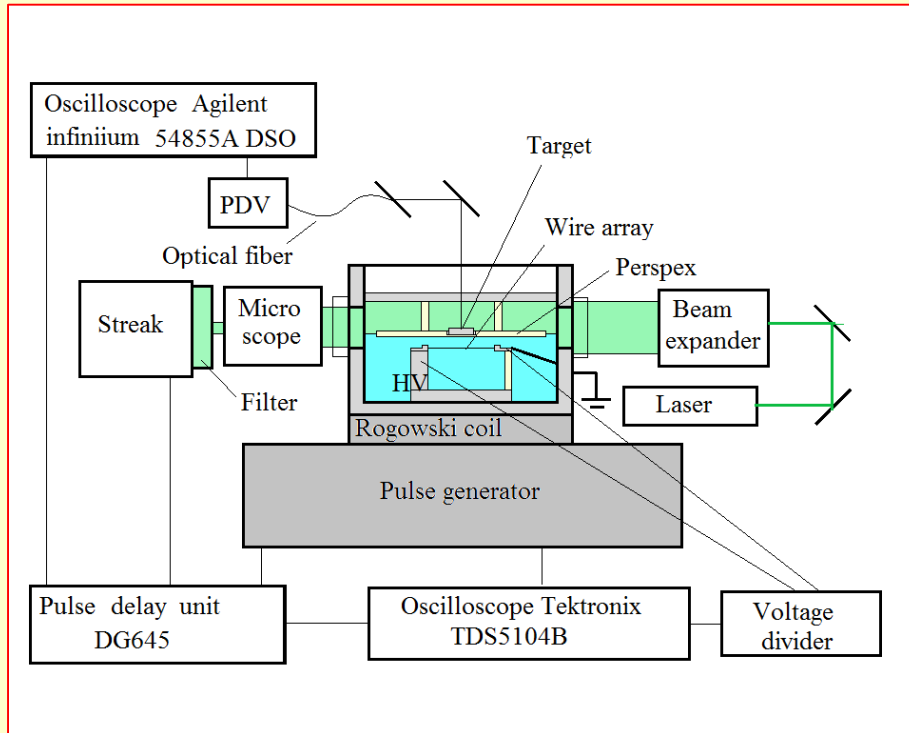 Oscilloscope Agilent
infiniium 54855A DSO
Target
PDV
Wire array
Optical fiber
Perspex
Streak
Micro
scope
Beam
expander
Filter
HV
Laser
Rogowski coil
Pulse generator
Pulse delay unit
DG645
Oscilloscope Tektronix
TDS5104B
Voltage
divider